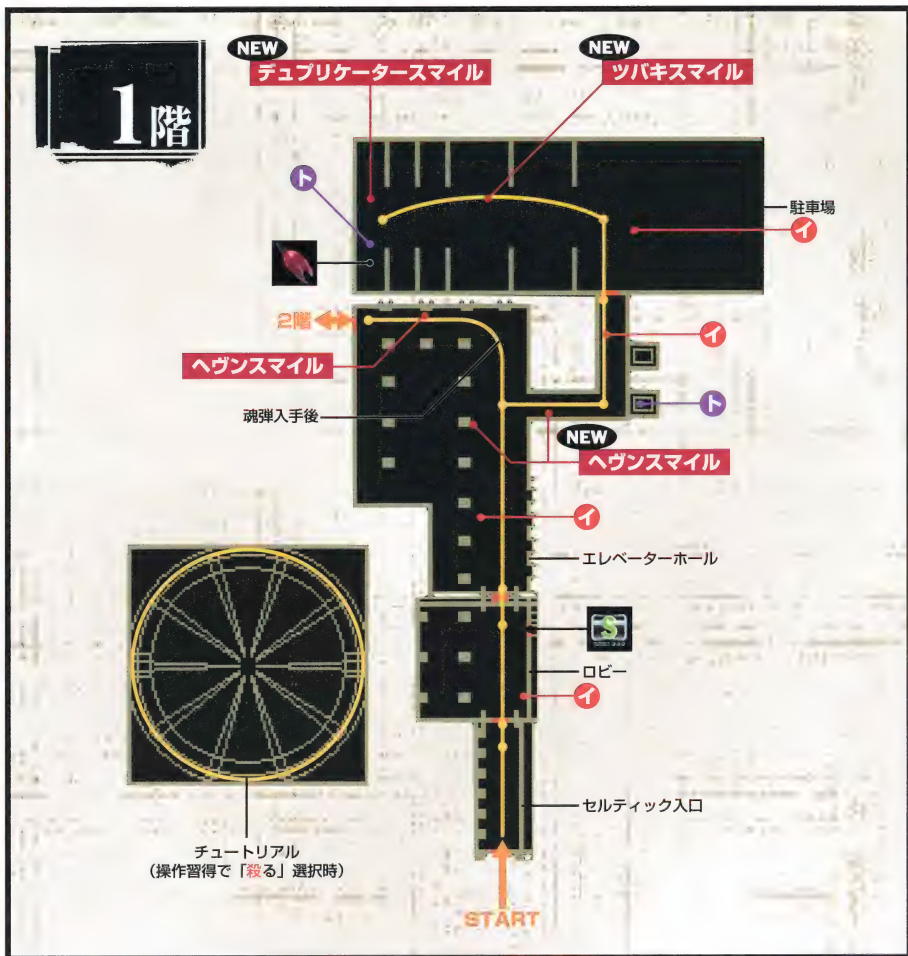 1階
NEW
デュプリケータースマイル
NEW
ツバキスマイル
ト
駐車場
イ
2階
イ
ヘヴンスマイル
ト
魂弾入手後
NEW
ヘヴンスマイル
イ
エレベーターホール
S
ロビー
イ
セルティック入口
チュートリアル
(操作習得で「殺る」選択時)
START